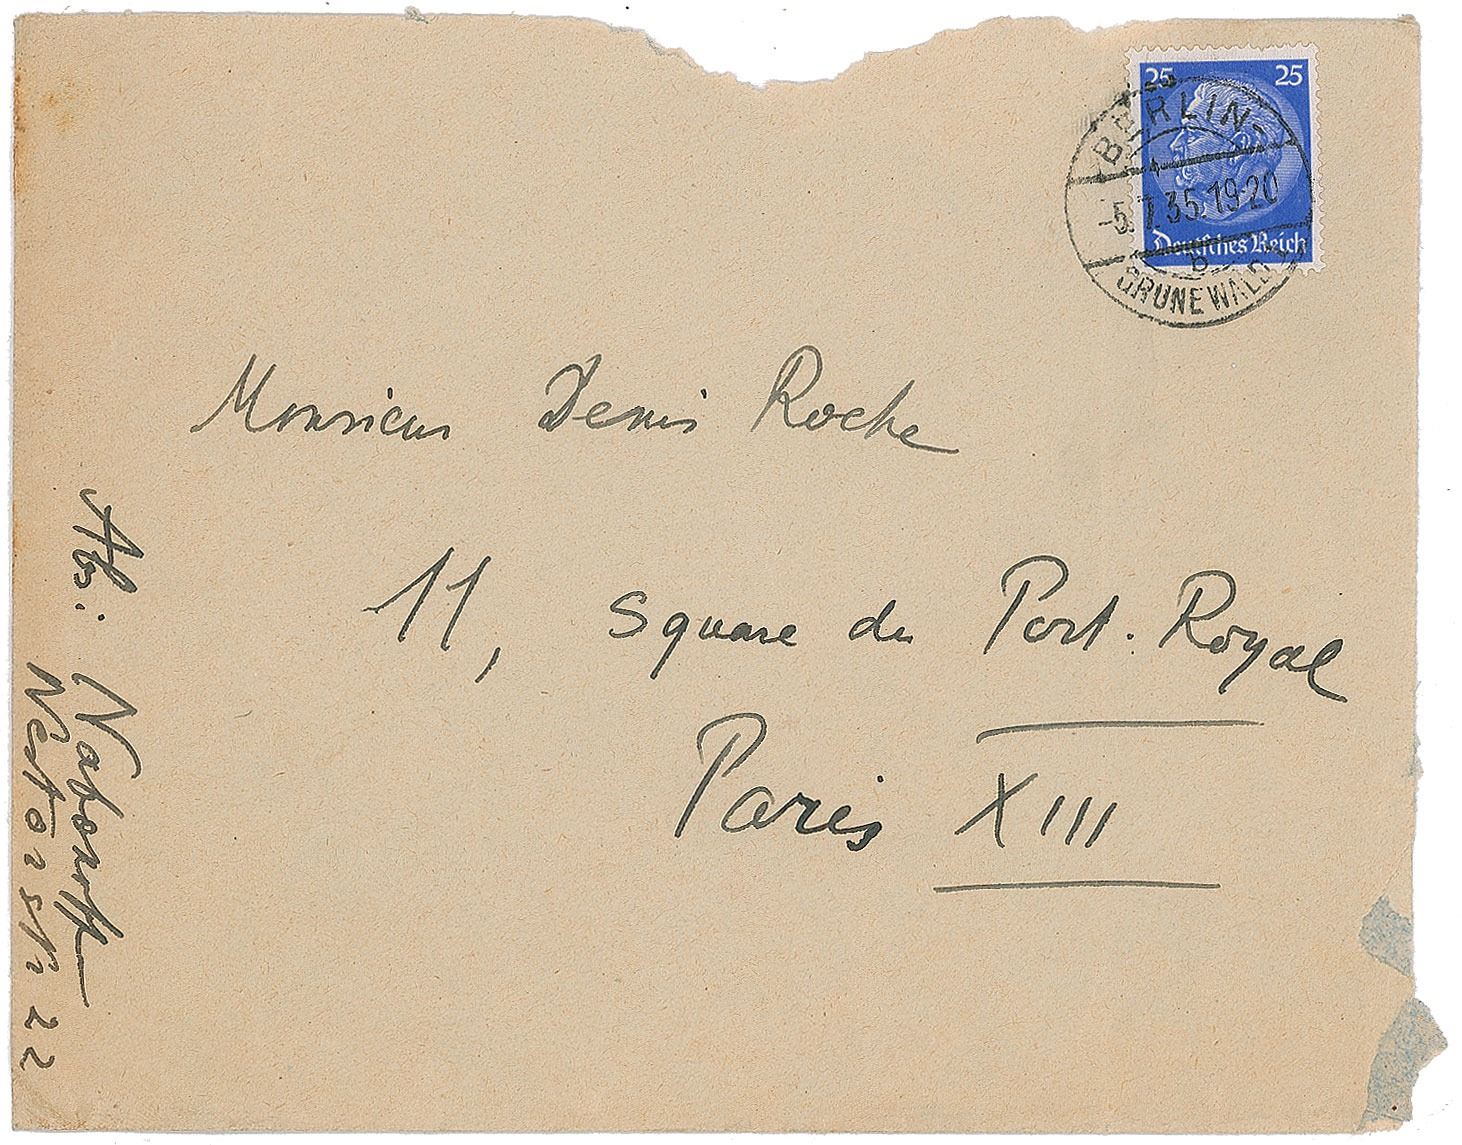 25 25
BERLIN-
-5.7.35.19-20
Deutsches Reich
b
GRUNEWALD
Monsieur Denis Roche
11, square du Port-Royal
Paris XIII
Abs: Nabokoff
Nestorstr 22